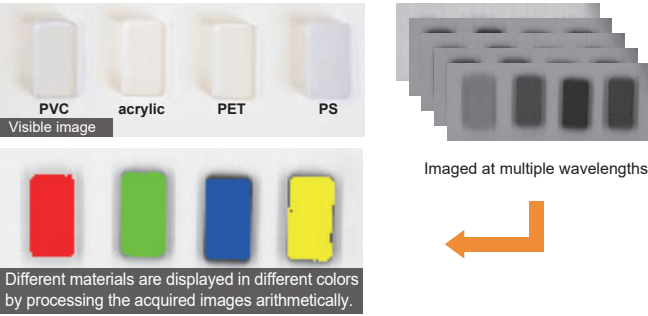 PVC acrylic PET PS
Visible image
Imaged at multiple wavelengths
Different materials are displayed in different colors
by processing the acquired images arithmetically.